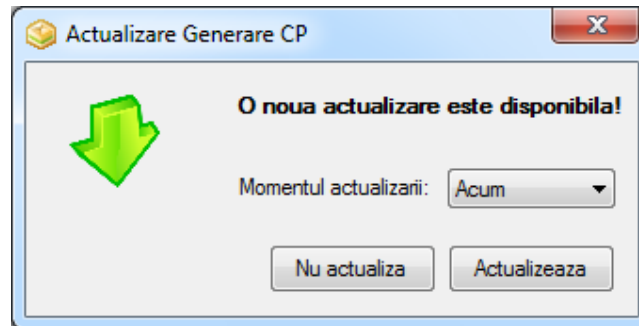 Actualizare Generare CP
O noua actualizare este disponibila!
Momentul actualizarii: Acum
Nu actualiza Actualizeaza